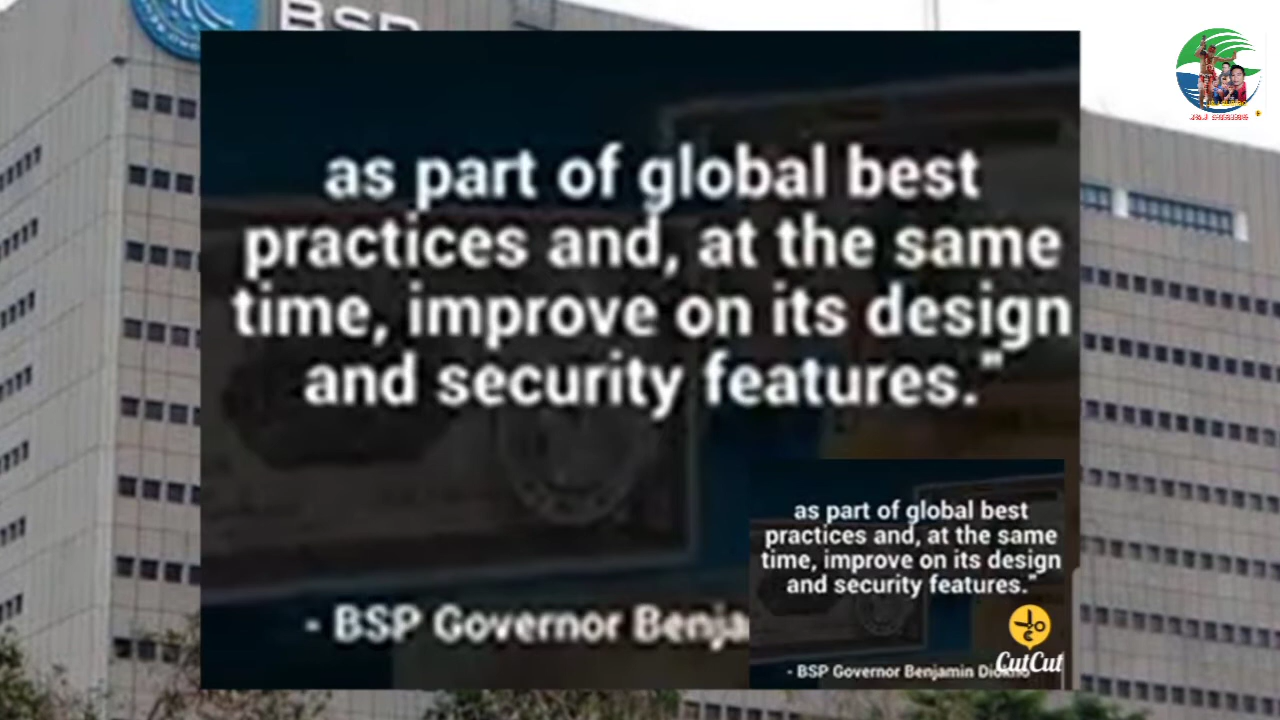 BSP
as part of global best
practices and, at the same
time, improve on its design
and security features."
- BSP Governor Benja
as part of global best
practices and, at the same
time, improve on its design
and security features."
CutCut
- BSP Governor Benjamin Diokno